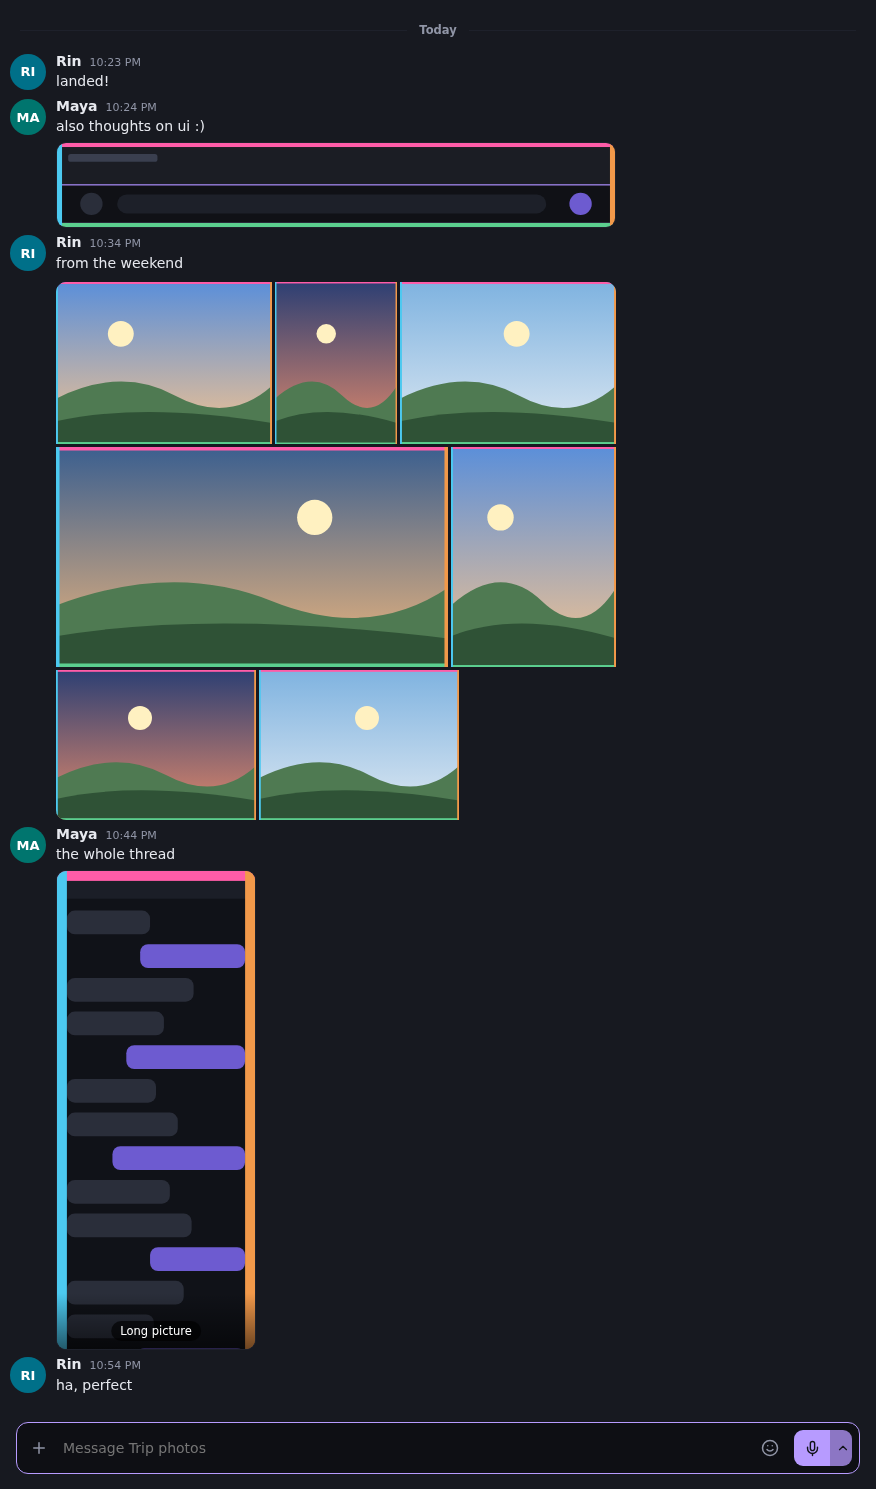 Today
RI
Rin 10:23 PM
landed!
MA
Maya 10:24 PM
also thoughts on ui :)
RI
Rin 10:34 PM
from the weekend
MA
Maya 10:44 PM
the whole thread
Long picture
RI
Rin 10:54 PM
ha, perfect
Message Trip photos